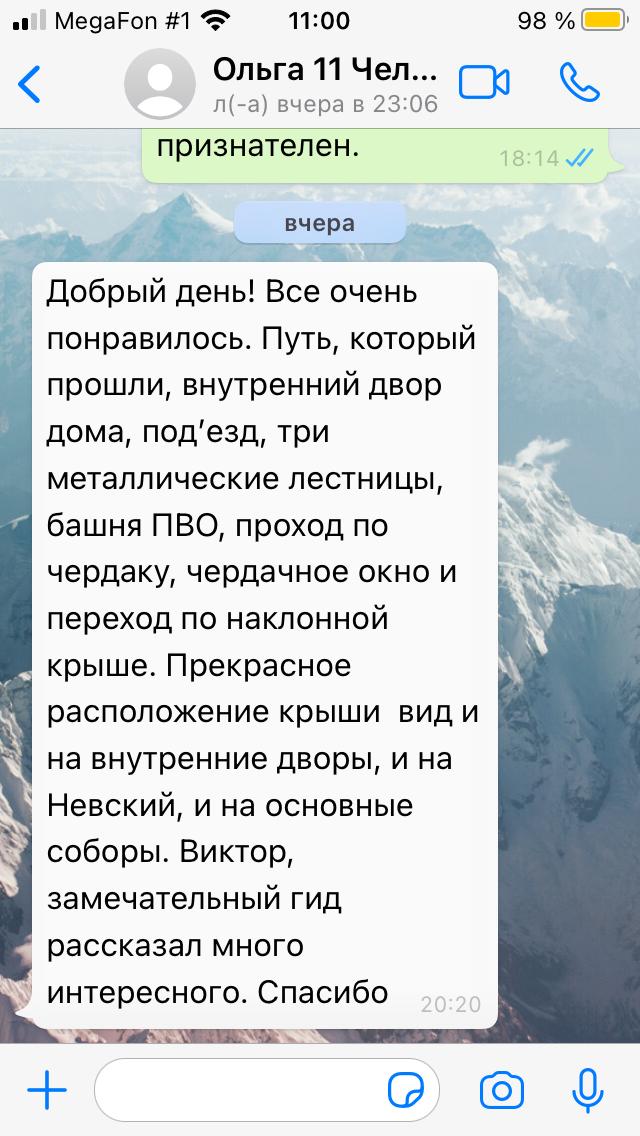 MegaFon #1 11:00 98 %
Ольга 11 Чел...
л(-а) вчера в 23:06
признателен.
18:14
вчера
Добрый день! Все очень
понравилось. Путь, который
прошли, внутренний двор
дома, под’езд, три
металлические лестницы,
башня ПВО, проход по
чердаку, чердачное окно и
переход по наклонной
крыше. Прекрасное
расположение крыши  вид и
на внутренние дворы, и на
Невский, и на основные
соборы. Виктор,
замечательный гид
рассказал много
интересного. Спасибо
20:20